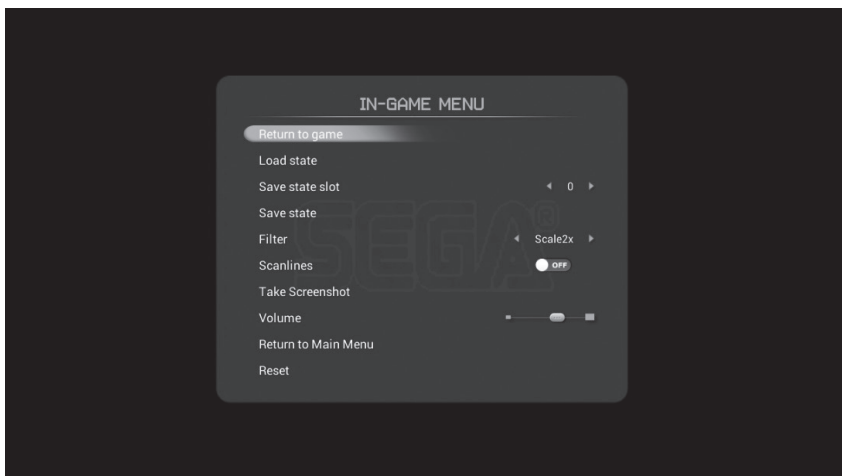 IN-GAME MENU
Return to game
Load state
Save state slot 0
Save state
SEGA®
Filter Scale2x
Scanlines OFF
Take Screenshot
Volume
Return to Main Menu
Reset